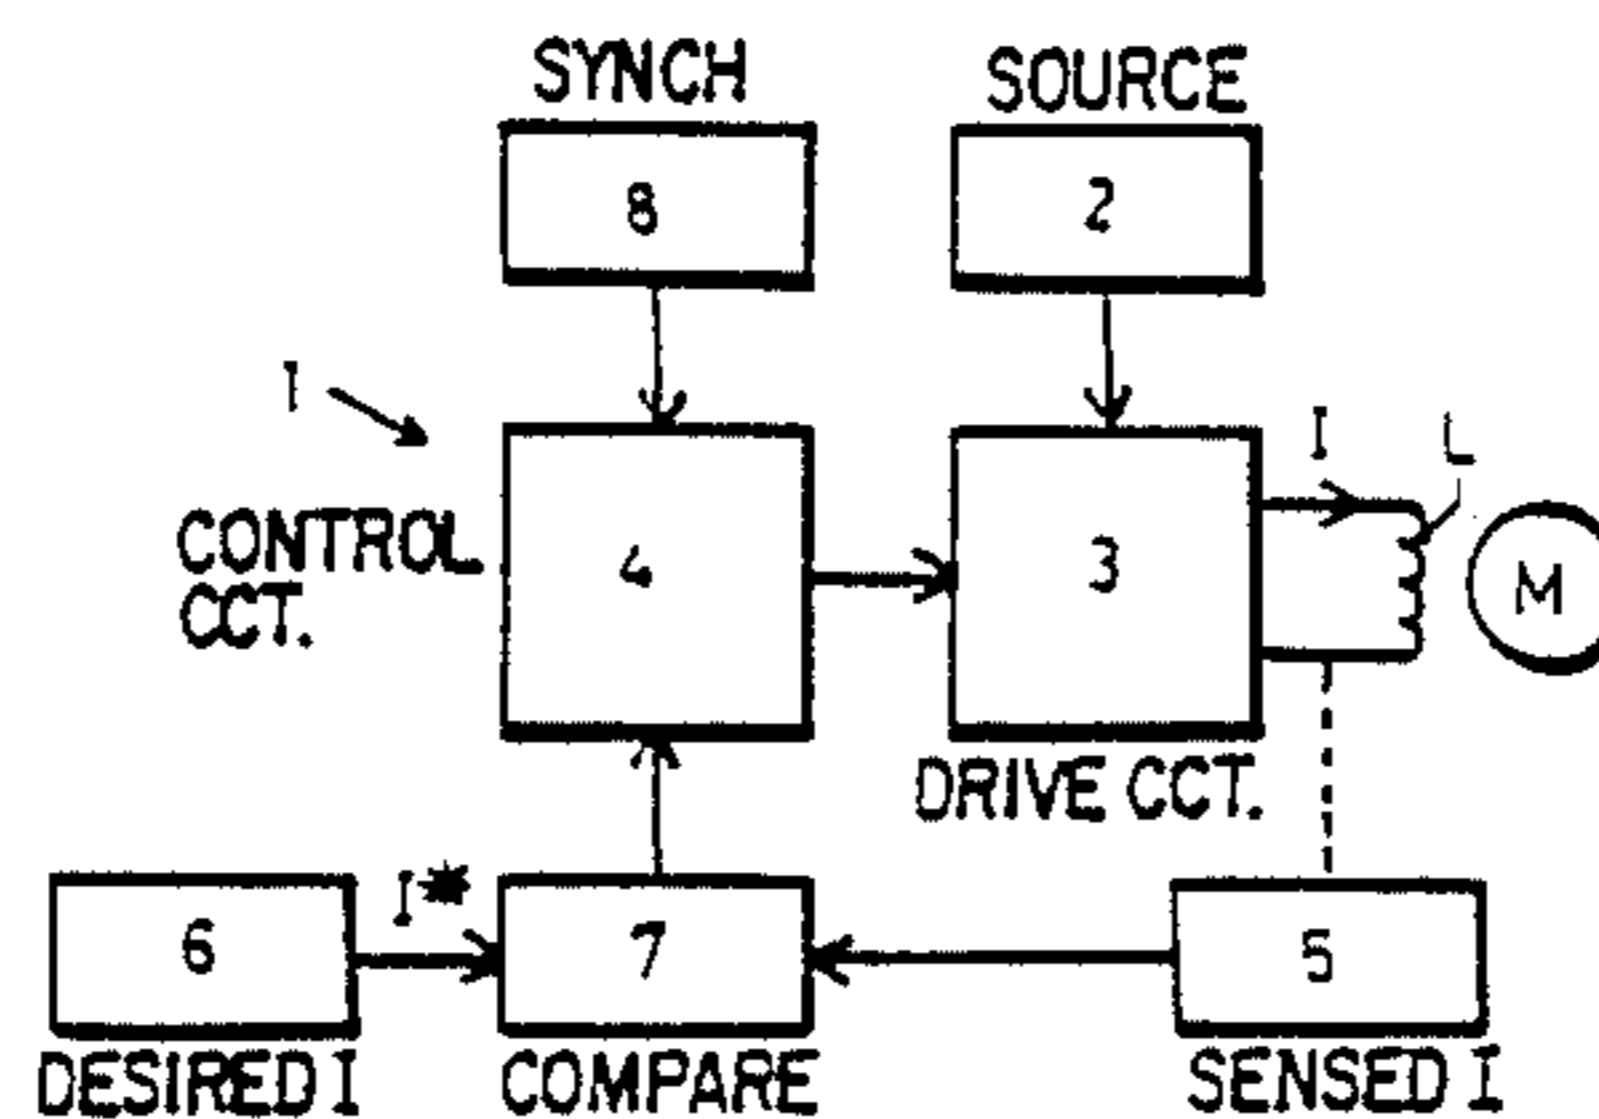 SYNCH
SOURCE
8
2
1
I
L
CONTROL
CCT.
4
3
M
DRIVE CCT.
I*
6
7
5
DESIRED I
COMPARE
SENSED I